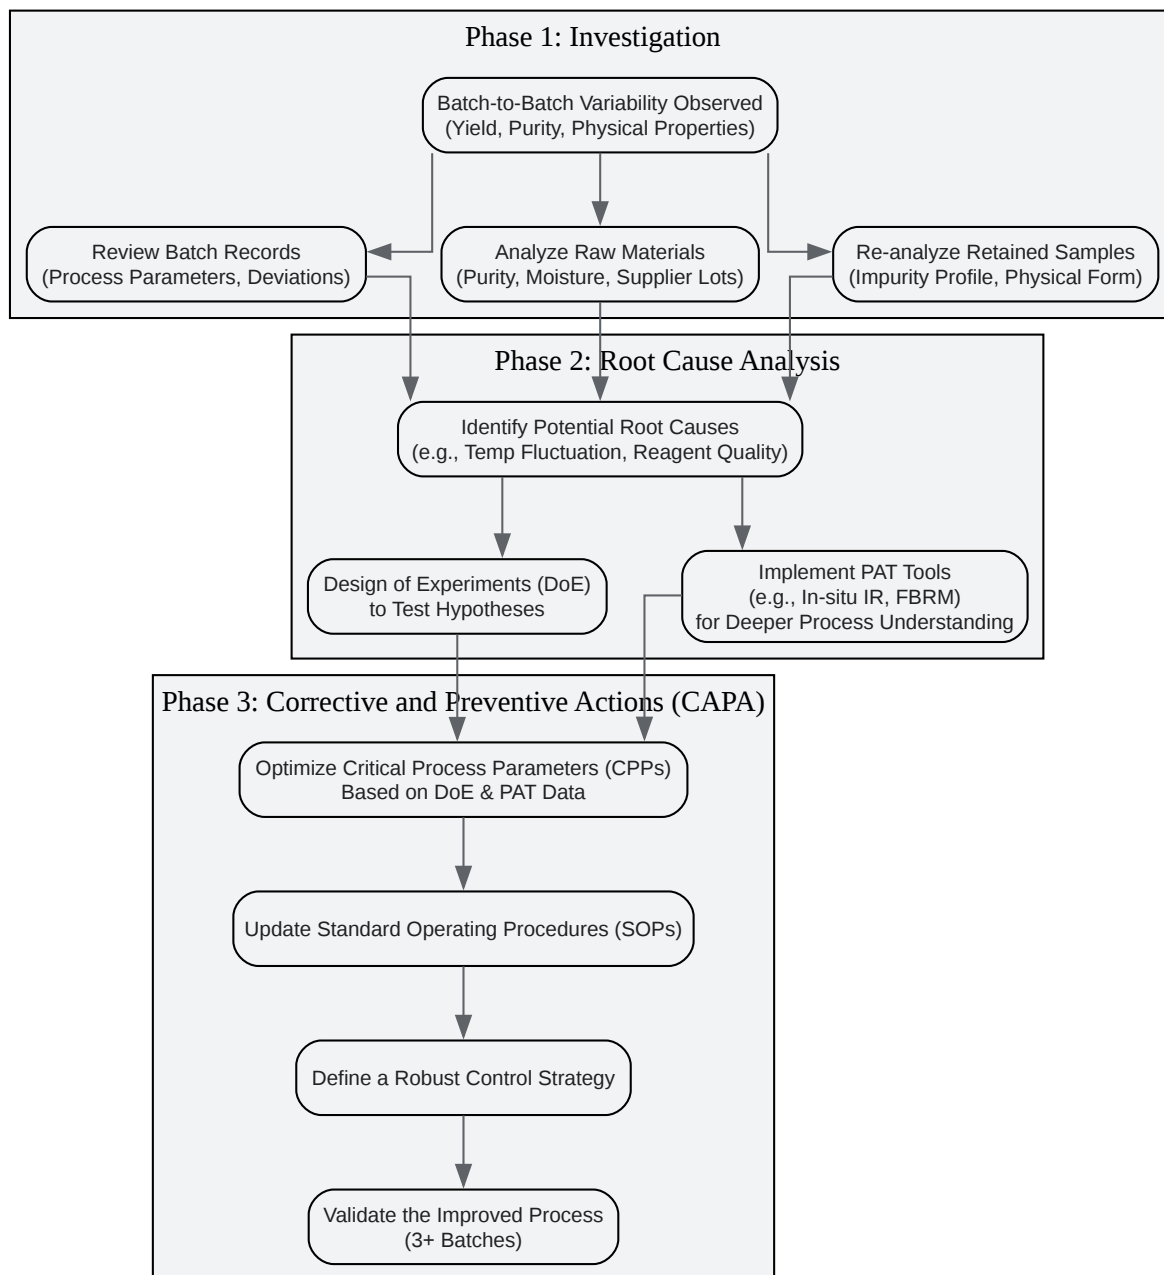 Phase 1: Investigation
Batch-to-Batch Variability Observed
(Yield, Purity, Physical Properties)
Review Batch Records
(Process Parameters, Deviations)
Analyze Raw Materials
(Purity, Moisture, Supplier Lots)
Re-analyze Retained Samples
(Impurity Profile, Physical Form)
Phase 2: Root Cause Analysis
Identify Potential Root Causes
(e.g., Temp Fluctuation, Reagent Quality)
Design of Experiments (DoE)
to Test Hypotheses
Implement PAT Tools
(e.g., In-situ IR, FBRM)
for Deeper Process Understanding
Phase 3: Corrective and Preventive Actions (CAPA)
Optimize Critical Process Parameters (CPPs)
Based on DoE & PAT Data
Update Standard Operating Procedures (SOPs)
Define a Robust Control Strategy
Validate the Improved Process
(3+ Batches)